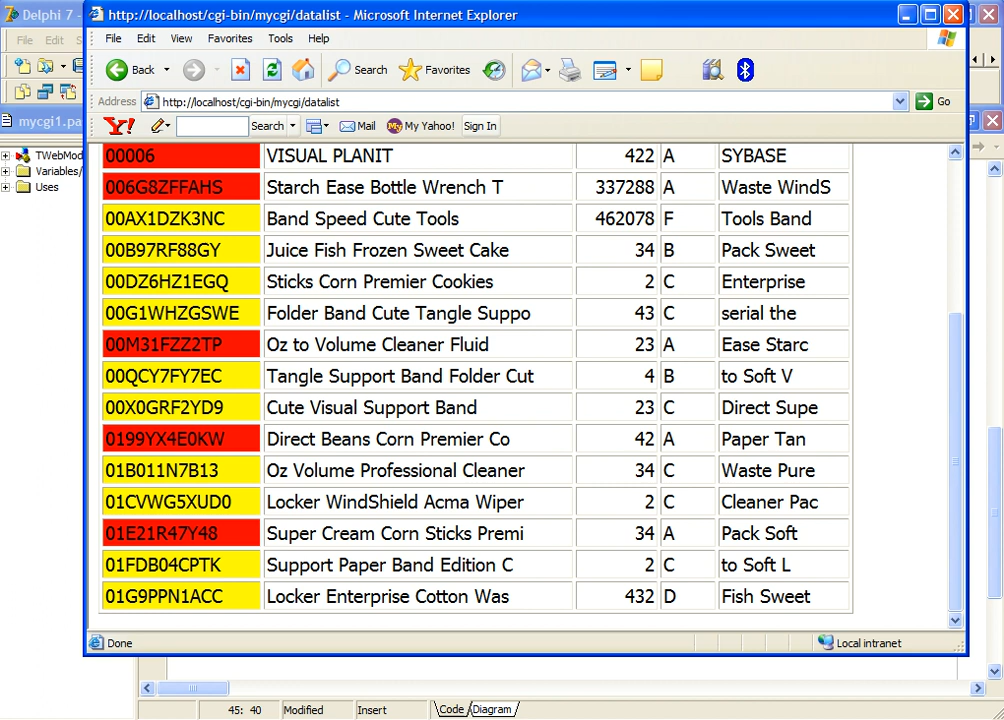 Delphi 7 -
http://localhost/cgi-bin/mycgi/datalist - Microsoft Internet Explorer
File Edit
File Edit View Favorites Tools Help
Back Search Favorites
Address http://localhost/cgi-bin/mycgi/datalist Go
mycgi1.pa
Y! Search Mail My Yahoo! Sign In
TWebMod
Variables/
Uses
00006 VISUAL PLANIT 422 A SYBASE
006G8ZFFAHS Starch Ease Bottle Wrench T 337288 A Waste WindS
00AX1DZK3NC Band Speed Cute Tools 462078 F Tools Band
00B97RF88GY Juice Fish Frozen Sweet Cake 34 B Pack Sweet
00DZ6HZ1EGQ Sticks Corn Premier Cookies 2 C Enterprise
00G1WHZGSWE Folder Band Cute Tangle Suppo 43 C serial the
00M31FZZ2TP Oz to Volume Cleaner Fluid 23 A Ease Starc
00QCY7FY7EC Tangle Support Band Folder Cut 4 B to Soft V
00X0GRF2YD9 Cute Visual Support Band 23 C Direct Supe
0199YX4E0KW Direct Beans Corn Premier Co 42 A Paper Tan
01B011N7B13 Oz Volume Professional Cleaner 34 C Waste Pure
01CVWG5XUD0 Locker WindShield Acma Wiper 2 C Cleaner Pac
01E21R47Y48 Super Cream Corn Sticks Premi 34 A Pack Soft
01FDB04CPTK Support Paper Band Edition C 2 C to Soft L
01G9PPN1ACC Locker Enterprise Cotton Was 432 D Fish Sweet
Done Local intranet
45: 40 Modified Insert Code Diagram